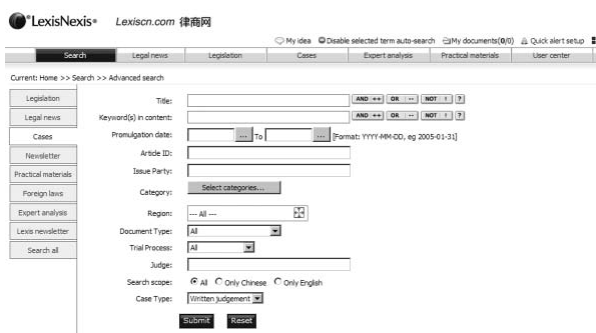 LexisNexis® Lexiscn.com 律商网
My idea Disable selected term auto-search My documents(0/0) Quick alert setup
Search Legal news Legislation Cases Expert analysis Practical materials User center
Current: Home >> Search >> Advanced search
Legislation
Legal news
Cases
Newsletter
Practical materials
Foreign laws
Expert analysis
Lexis newsletter
Search all
Title: AND ++ OR -- NOT ! ?
Keyword(s) in content: AND ++ OR -- NOT ! ?
Promulgation date: ... To ... [Format: YYYY-MM-DD, eg 2005-01-31]
Article ID:
Issue Party:
Category: Select categories...
Region: --- All ---
Document Type: All
Trial Process: All
Judge:
Search scope: All Only Chinese Only English
Case Type: Written judgement
Submit Reset